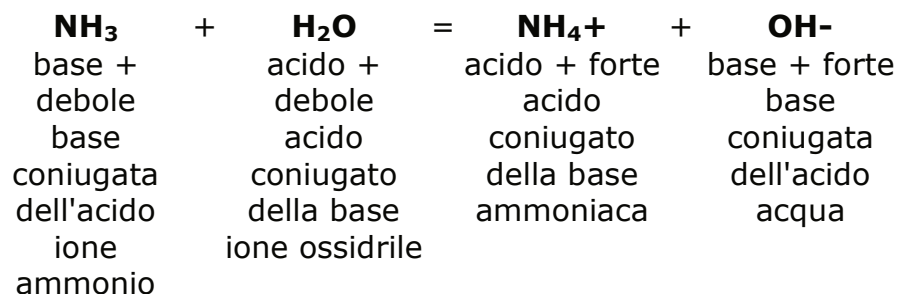 NH₃ + H₂O = NH₄+ + OH-
base + acido + acido + forte base + forte
debole debole acido base
base acido coniugato coniugata
coniugata coniugato della base dell'acido
dell'acido della base ammoniaca acqua
ione ione ossidrile
ammonio